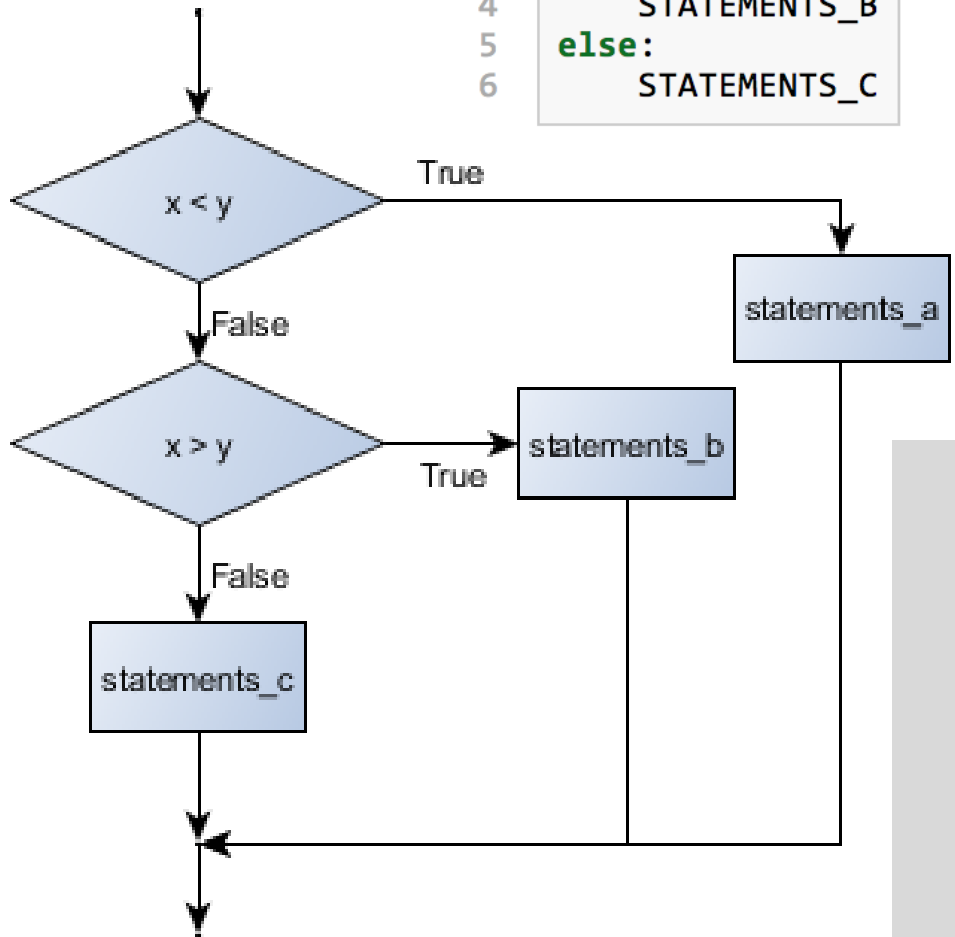 4 STATEMENTS_B
5 else:
6 STATEMENTS_C
True
x < y
statements_a
False
x > y
statements_b
True
False
statements_c